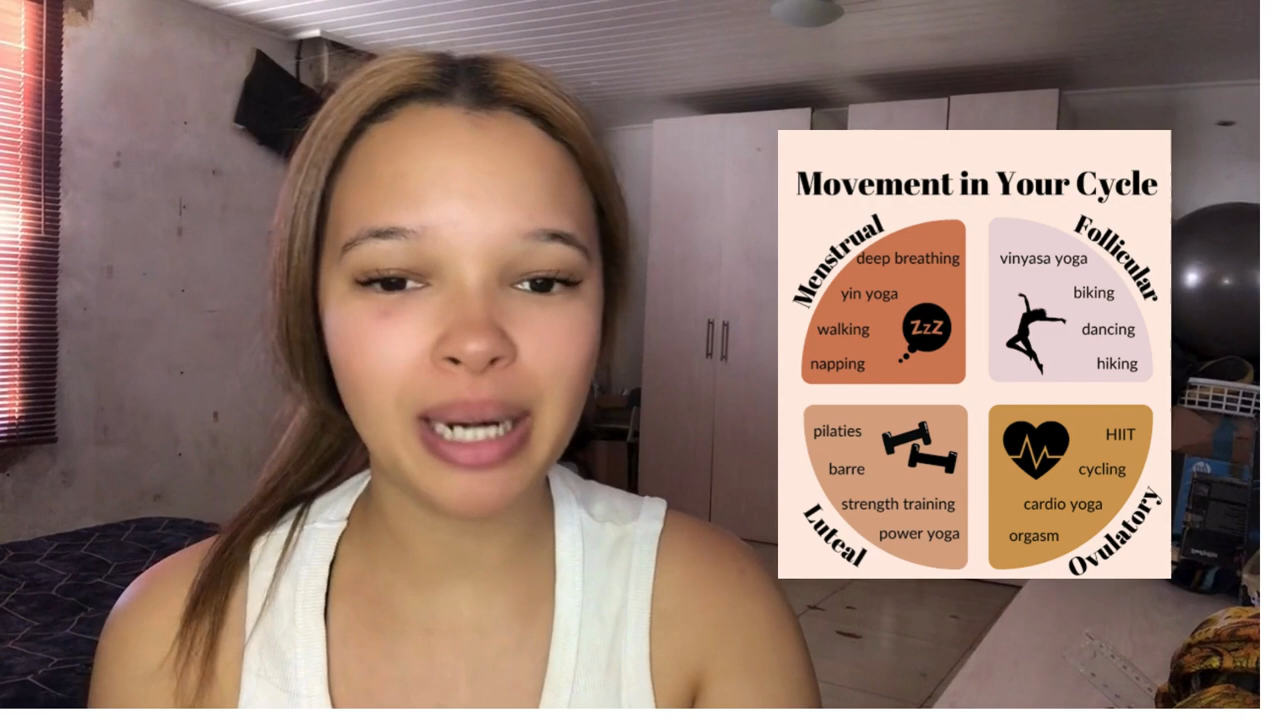 Movement in Your Cycle
Menstrual
deep breathing
yin yoga
walking
napping
ZzZ
Follicular
vinyasa yoga
biking
dancing
hiking
pilaties
barre
strength training
power yoga
Luteal
HIIT
cycling
cardio yoga
orgasm
Ovulatory